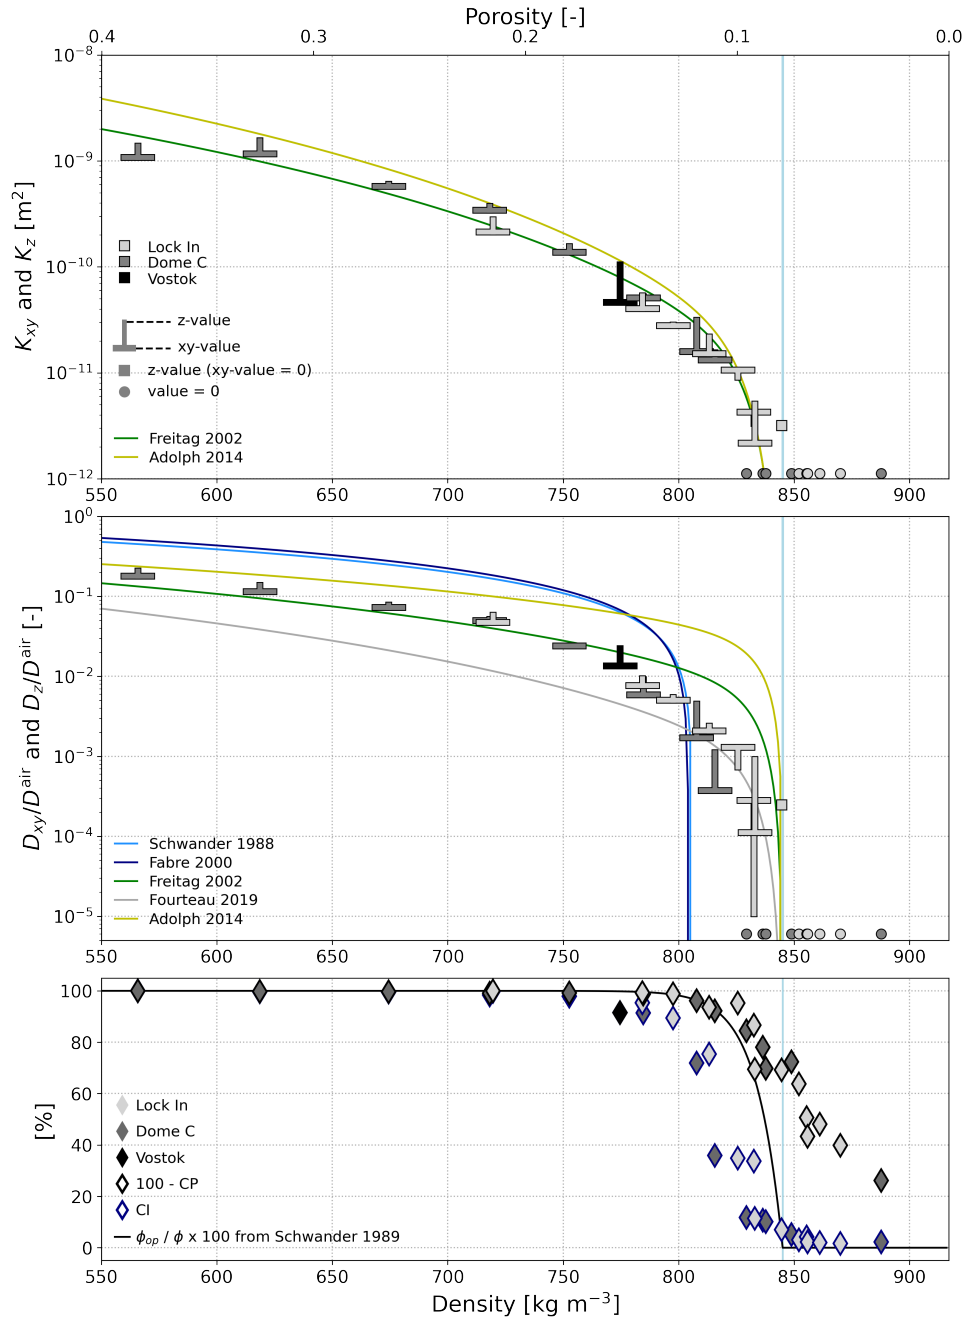 Porosity [-]
0.4 0.3 0.2 0.1 0.0
K_xy and K_z [m²]
10⁻⁸
10⁻⁹
10⁻¹⁰
10⁻¹¹
10⁻¹²
Lock In
Dome C
Vostok
z-value
xy-value
z-value (xy-value = 0)
value = 0
Freitag 2002
Adolph 2014
550 600 650 700 750 800 850 900
D_xy/D^air and D_z/D^air [-]
10⁰
10⁻¹
10⁻²
10⁻³
10⁻⁴
10⁻⁵
Schwander 1988
Fabre 2000
Freitag 2002
Fourteau 2019
Adolph 2014
550 600 650 700 750 800 850 900
[%]
100
80
60
40
20
0
Lock In
Dome C
Vostok
100 - CP
CI
ϕ_op / ϕ x 100 from Schwander 1989
550 600 650 700 750 800 850 900
Density [kg m⁻³]